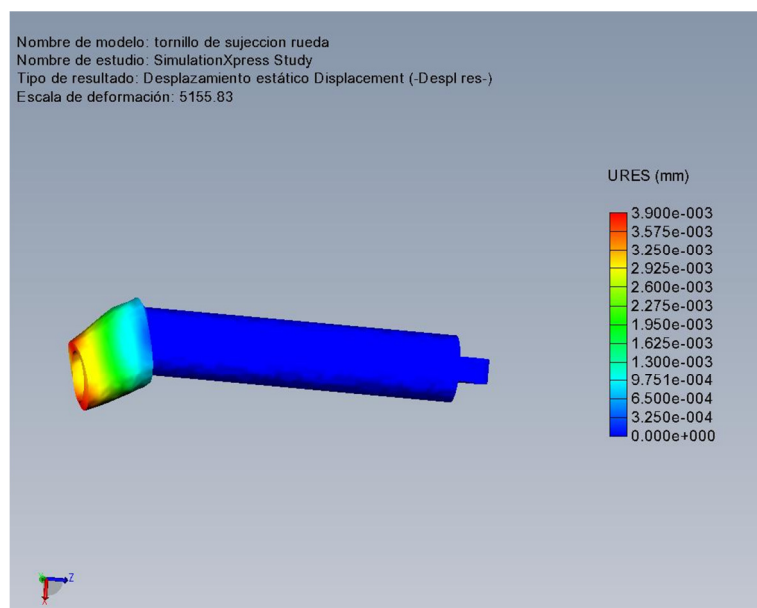 Nombre de modelo: tornillo de sujeccion rueda
Nombre de estudio: SimulationXpress Study
Tipo de resultado: Desplazamiento estático Displacement (-Despl res-)
Escala de deformación: 5155.83
URES (mm)
3.900e-003
3.575e-003
3.250e-003
2.925e-003
2.600e-003
2.275e-003
1.950e-003
1.625e-003
1.300e-003
9.751e-004
6.500e-004
3.250e-004
0.000e+000
Z
X